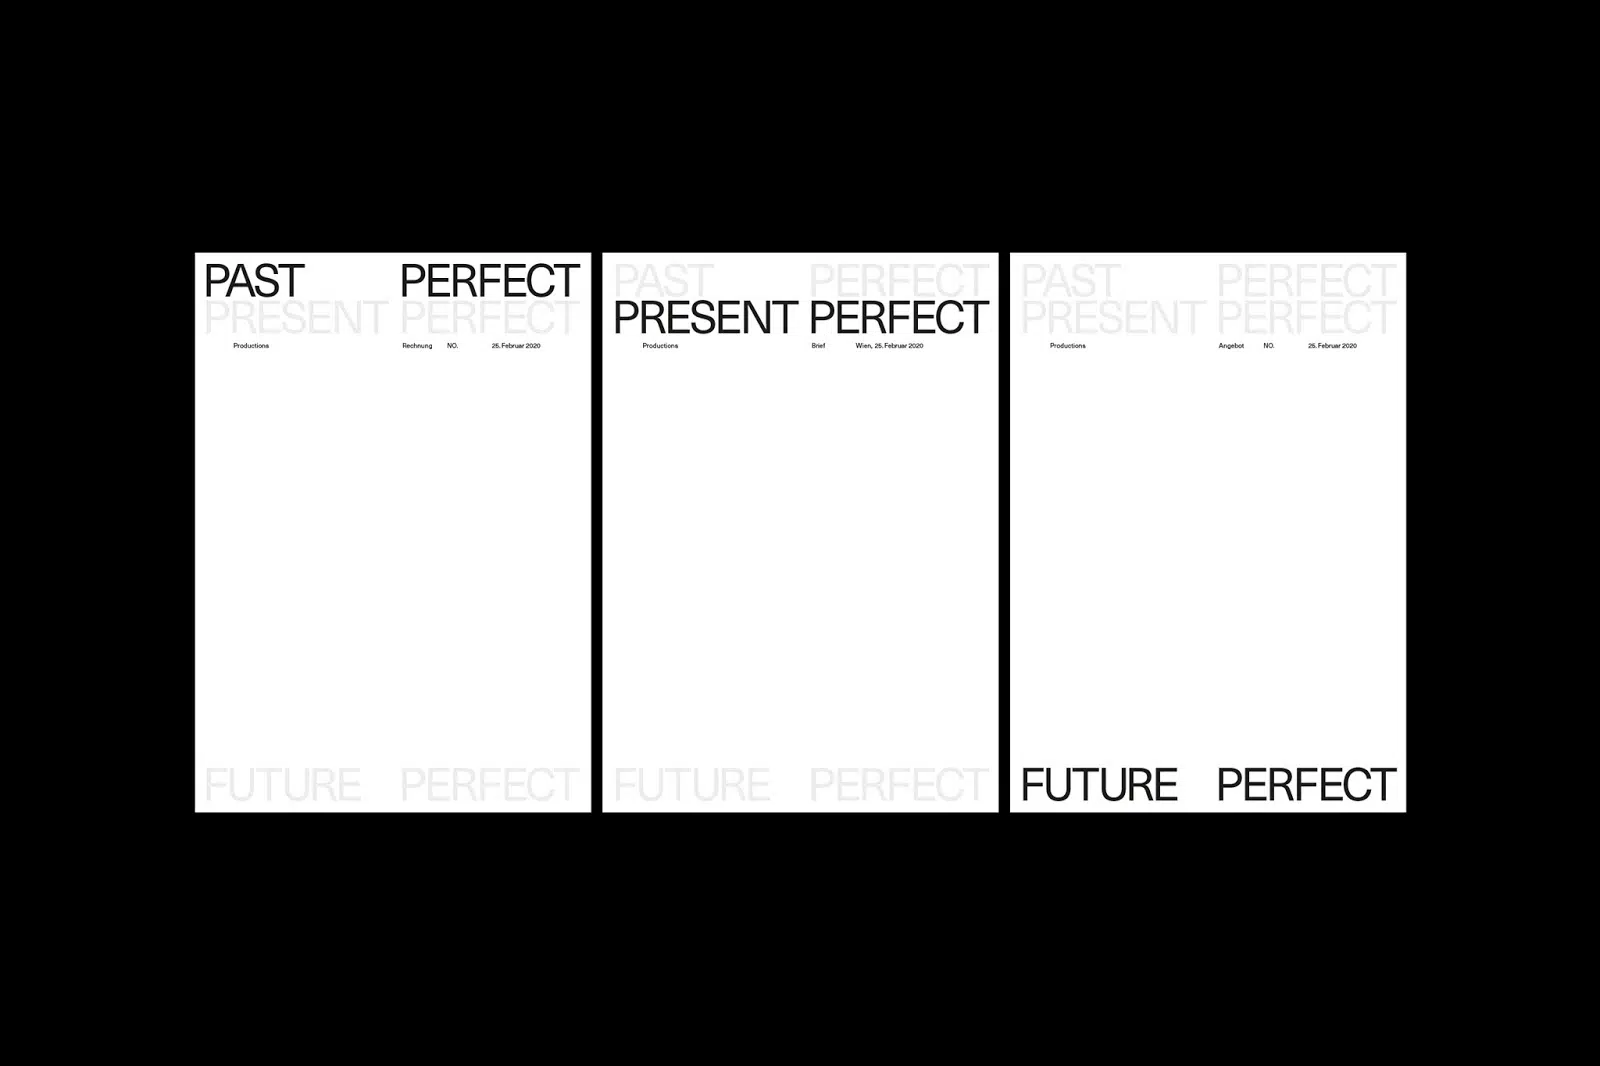 PAST PERFECT
PRESENT PERFECT
Productions Rechnung NO. 25. Februar 2020
FUTURE PERFECT
PAST PERFECT
PRESENT PERFECT
Productions Brief Wien, 25. Februar 2020
FUTURE PERFECT
PAST PERFECT
PRESENT PERFECT
Productions Angebot NO. 25. Februar 2020
FUTURE PERFECT